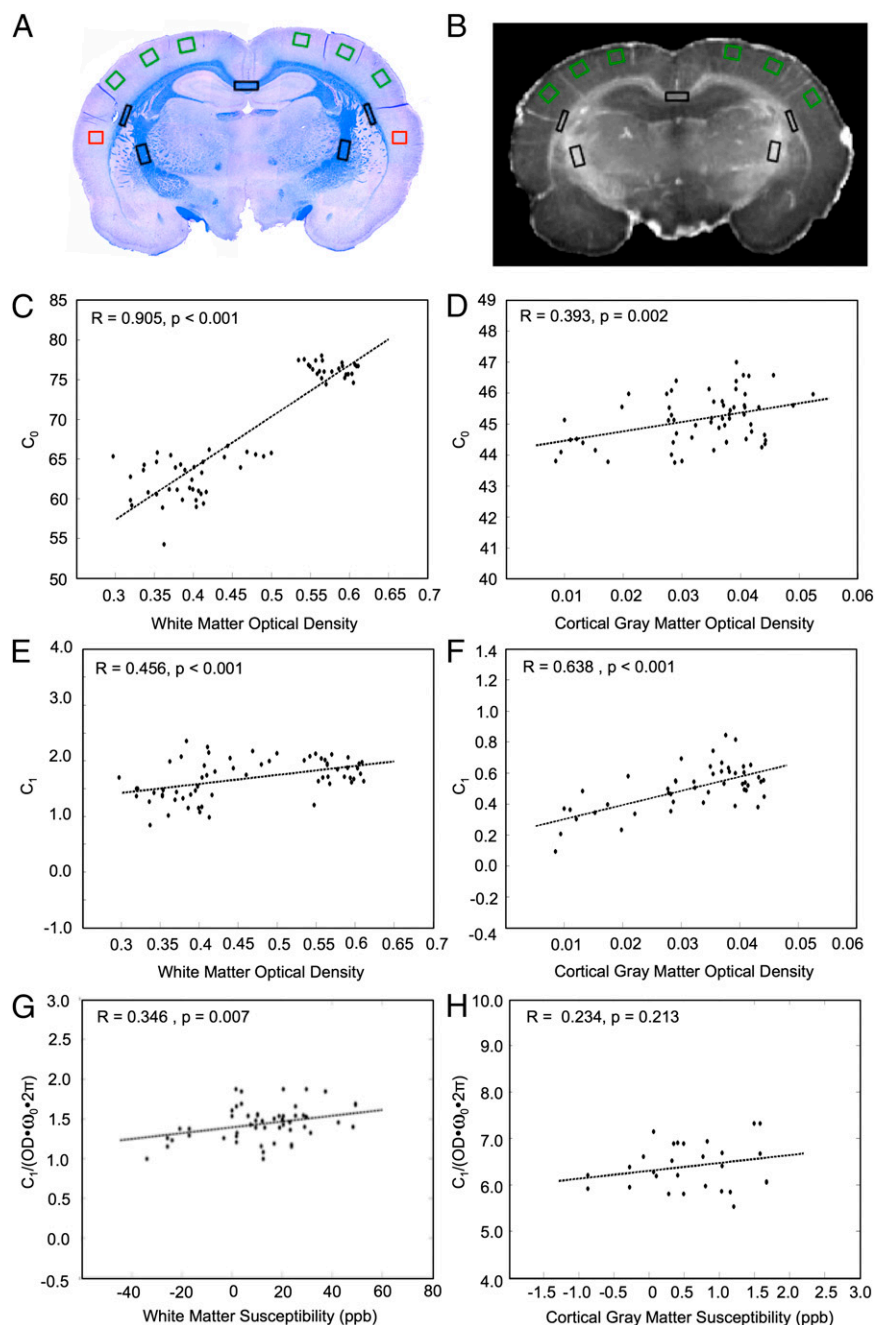 A
B
C
R = 0.905, p < 0.001
85
80
75
70
65
60
55
50
C₀
0.3 0.35 0.4 0.45 0.5 0.55 0.6 0.65 0.7
White Matter Optical Density
D
R = 0.393, p = 0.002
49
48
47
46
45
44
43
42
41
40
C₀
0.01 0.02 0.03 0.04 0.05 0.06
Cortical Gray Matter Optical Density
E
R = 0.456, p < 0.001
4.0
3.0
2.0
1.0
0.0
-1.0
C₁
0.3 0.35 0.4 0.45 0.5 0.55 0.6 0.65 0.7
White Matter Optical Density
F
R = 0.638 , p < 0.001
1.4
1.2
1.0
0.8
0.6
0.4
0.2
0.0
-0.2
-0.4
C₁
0.01 0.02 0.03 0.04 0.05 0.06
Cortical Gray Matter Optical Density
G
R = 0.346 , p = 0.007
3.0
2.5
2.0
1.5
1.0
0.0
-0.5
C₁/(OD•ω₀•2π)
-40 -20 0 20 40 60 80
White Matter Susceptibility (ppb)
H
R = 0.234, p = 0.213
10.0
9.0
8.0
7.0
6.0
5.0
4.0
C₁/(OD•ω₀•2π)
-1.5 -1.0 -0.5 0 0.5 1.0 1.5 2.0 2.5 3.0
Cortical Gray Matter Susceptibility (ppb)